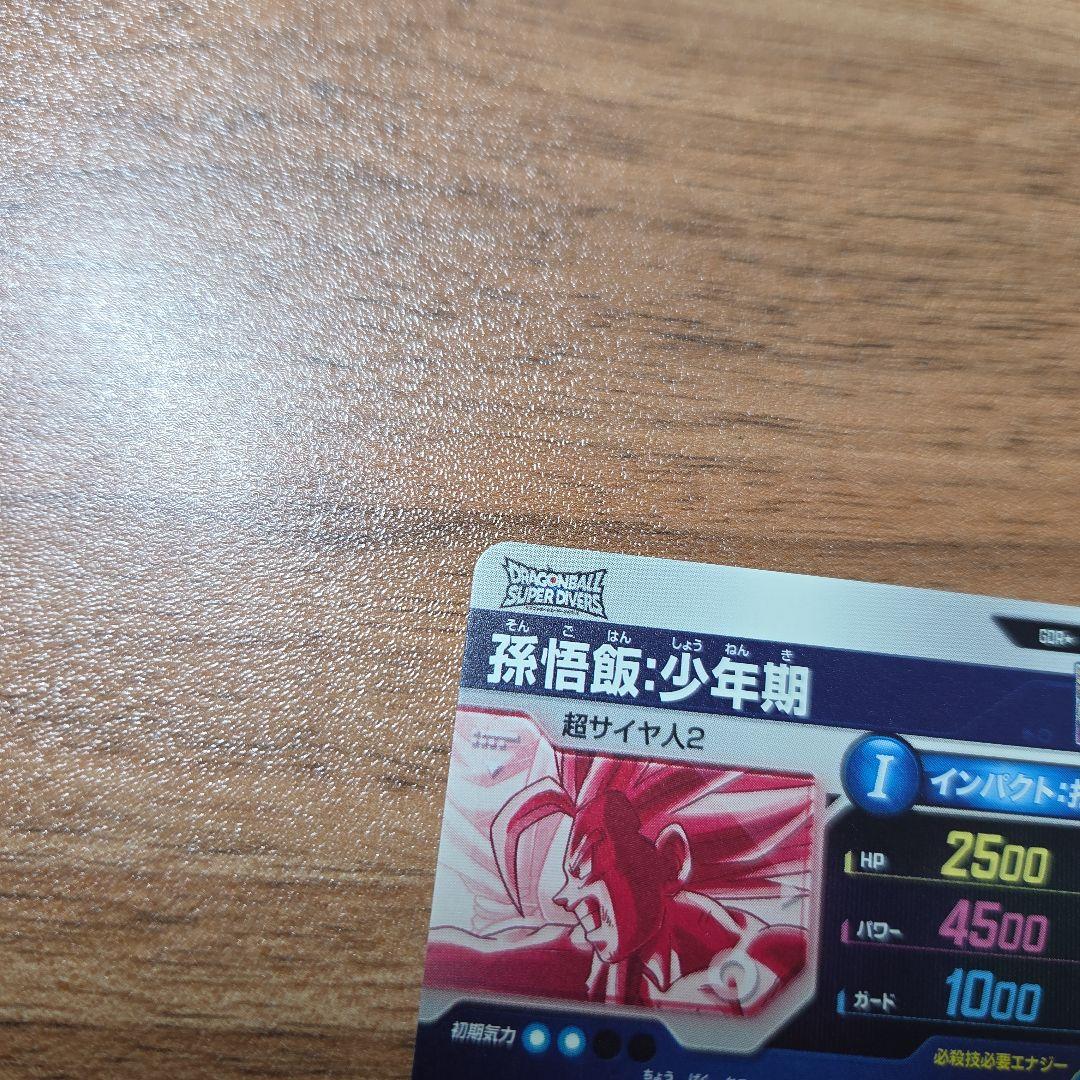 DRAGONBALL
SUPER DIVERS
GDR★
そん ご はん しょう ねん き
孫悟飯:少年期
超サイヤ人2
I インパクト:
HP 2500
パワー 4500
ガード 1000
初期気力
必殺技必要エナジー